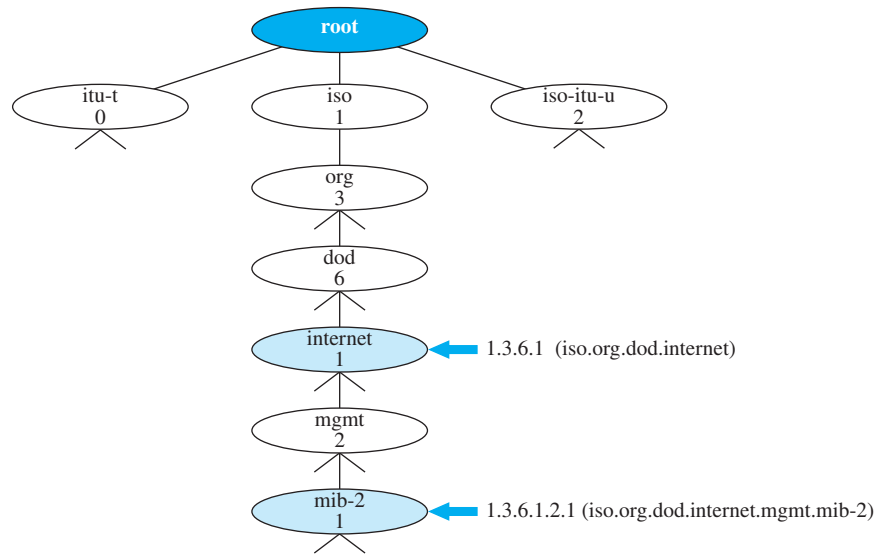 root
itu-t
0
iso
1
iso-itu-u
2
org
3
dod
6
internet
1
1.3.6.1 (iso.org.dod.internet)
mgmt
2
mib-2
1
1.3.6.1.2.1 (iso.org.dod.internet.mgmt.mib-2)